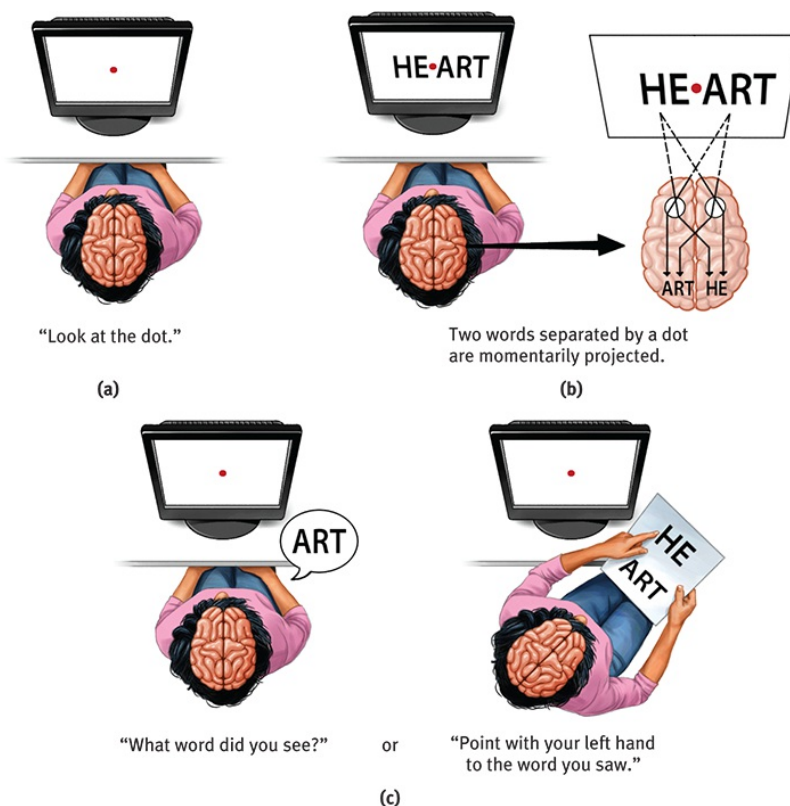 HE•ART
HE•ART
ART HE
“Look at the dot.”
Two words separated by a dot
are momentarily projected.
(a)
(b)
ART
HE
ART
“What word did you see?”
or
“Point with your left hand
to the word you saw.”
(c)